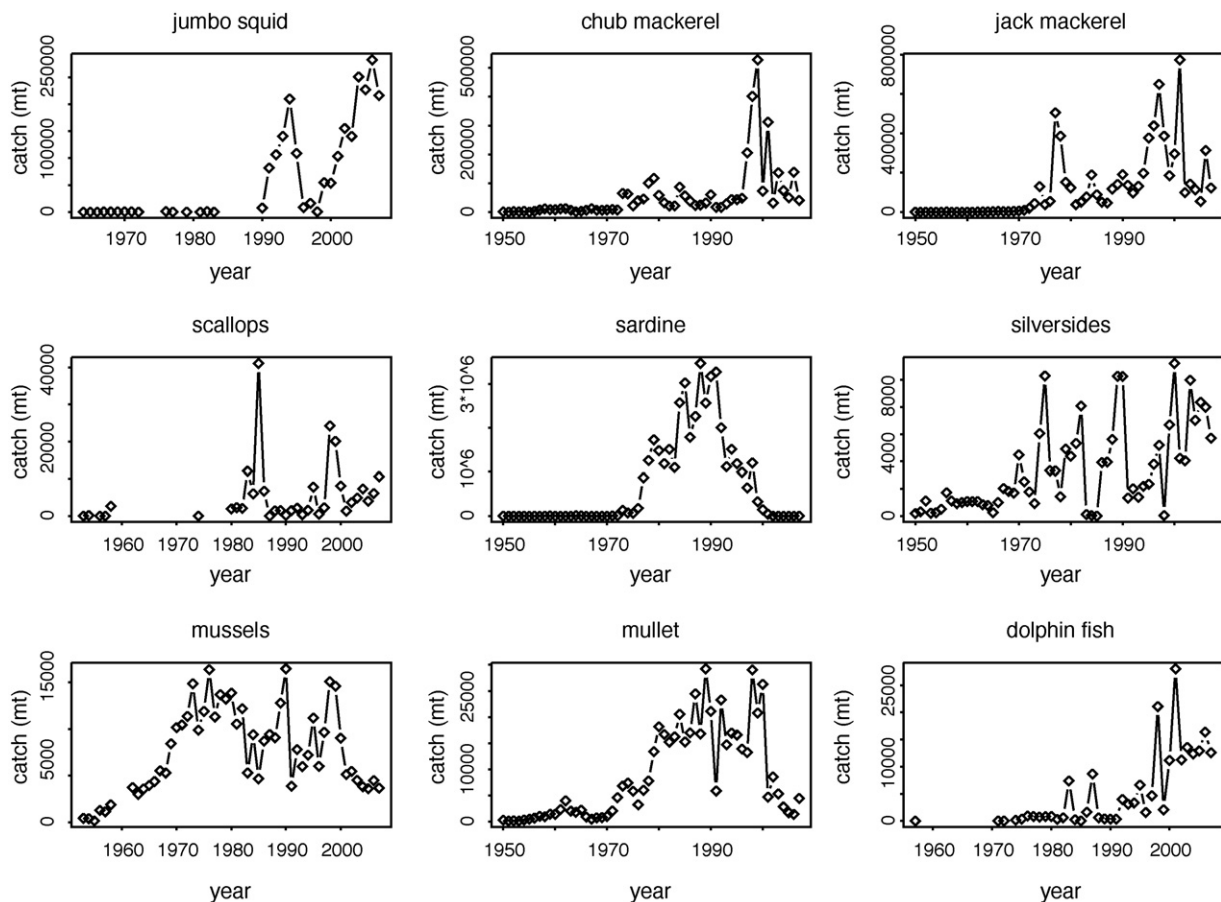 jumbo squid
catch (mt)
0
100000
250000
1970
1980
1990
2000
year
chub mackerel
catch (mt)
0
200000
500000
1950
1970
1990
year
jack mackerel
catch (mt)
0
400000
800000
1950
1970
1990
year
scallops
catch (mt)
0
20000
40000
1960
1970
1980
1990
2000
year
sardine
catch (mt)
0
10^6
3*10^6
1950
1970
1990
year
silversides
catch (mt)
0
4000
8000
1950
1970
1990
year
mussels
catch (mt)
0
5000
15000
1960
1970
1980
1990
2000
year
mullet
catch (mt)
0
10000
25000
1950
1970
1990
year
dolphin fish
catch (mt)
0
10000
25000
1960
1970
1980
1990
2000
year